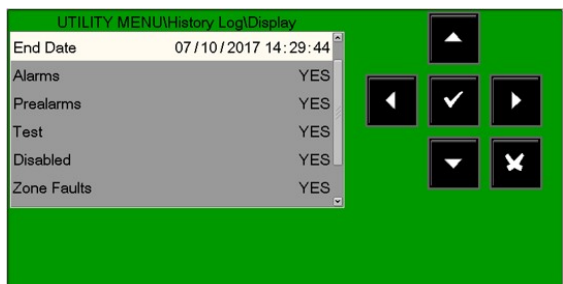 UTILITY MENU\History Log\Display
End Date 07/10/2017 14:29:44
Alarms YES
Prealarms YES
Test YES
Disabled YES
Zone Faults YES